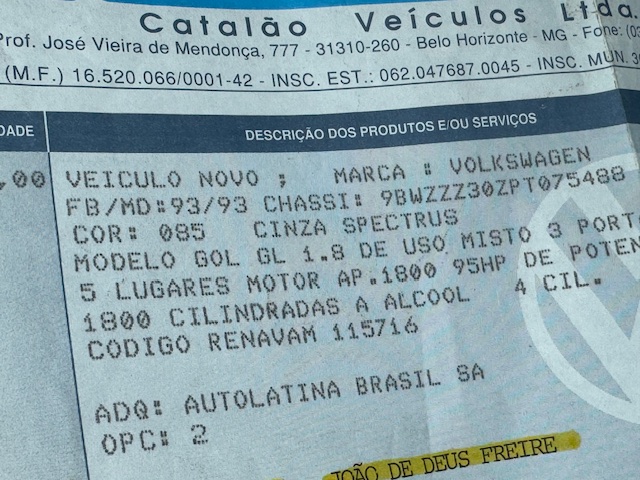 Catalão Veículos Ltda.
Prof. José Vieira de Mendonça, 777 - 31310-260 - Belo Horizonte - MG - Fone: (03
(M.F.) 16.520.066/0001-42 - INSC. EST.: 062.047687.0045 - INSC. MUN. 3
DADE DESCRIÇÃO DOS PRODUTOS E/OU SERVIÇOS
,00 VEICULO NOVO ; MARCA : VOLKSWAGEN
FB/MD:93/93 CHASSI: 9BWZZZ30ZPT075488
COR: 085 CINZA SPECTRUS
MODELO GOL GL 1.8 DE USO MISTO 3 PORT
5 LUGARES MOTOR AP.1800 95HP DE POTEN
1800 CILINDRADAS A ALCOOL 4 CIL.
CODIGO RENAVAM 115716
ADQ: AUTOLATINA BRASIL SA
OPC: 2
JOÃO DE DEUS FREIRE